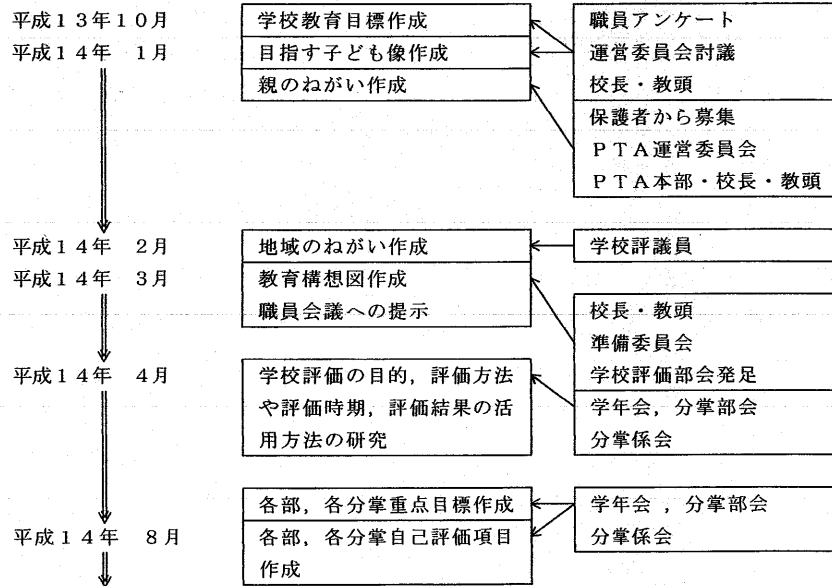 平成13年10月
学校教育目標作成
職員アンケート
平成14年 1月
目指す子ども像作成
運営委員会討議
親のねがい作成
校長・教頭
保護者から募集
PTA運営委員会
PTA本部・校長・教頭
平成14年 2月
地域のねがい作成
学校評議員
平成14年 3月
教育構想図作成
職員会議への提示
校長・教頭
準備委員会
学校評価部会発足
平成14年 4月
学校評価の目的，評価方法
や評価時期，評価結果の活
用方法の研究
学年会，分掌部会
分掌係会
各部，各分掌重点目標作成
学年会 ，分掌部会
平成14年 8月
各部，各分掌自己評価項目
作成
分掌係会